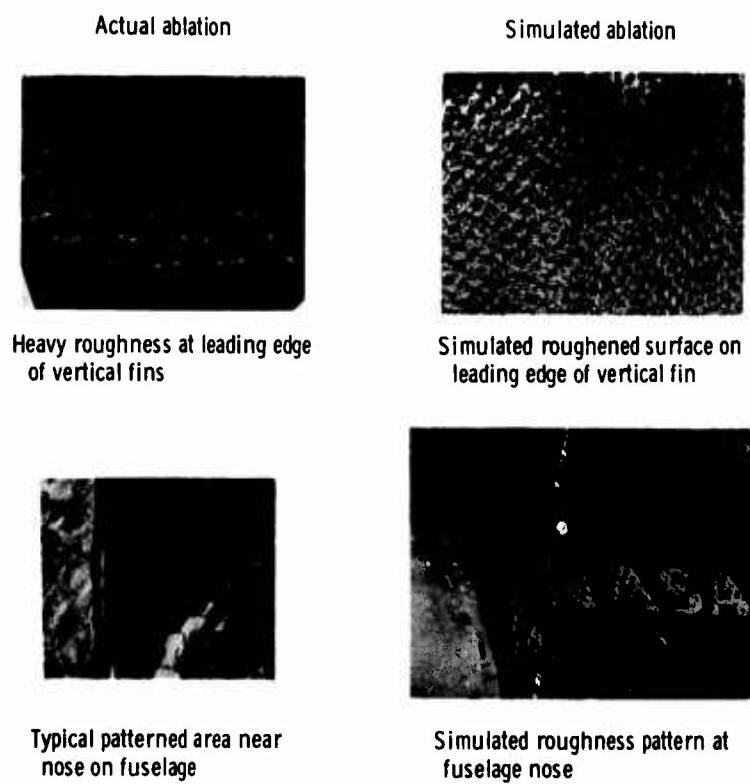 Actual ablation
Simulated ablation
Heavy roughness at leading edge
of vertical fins
Simulated roughened surface on
leading edge of vertical fin
Typical patterned area near
nose on fuselage
Simulated roughness pattern at
fuselage nose